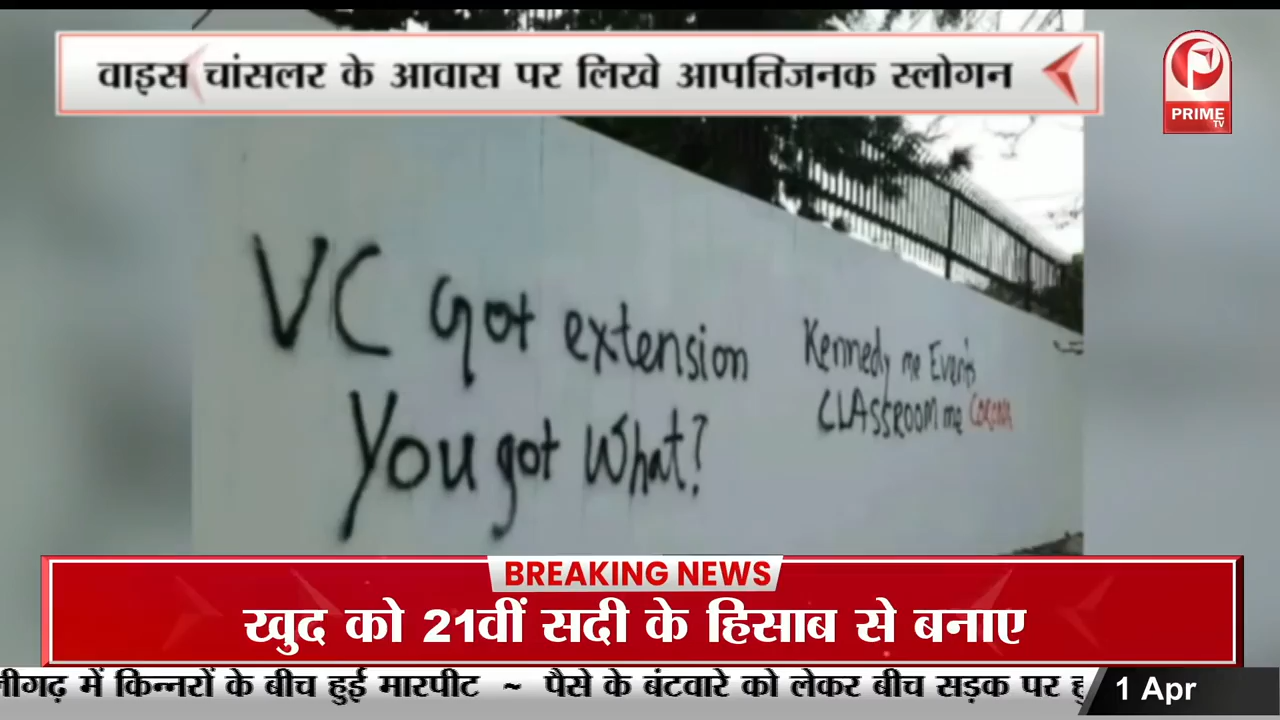 वाइस चांसलर के आवास पर लिखे आपत्तिजनक स्लोगन
PRIME
TV
VC Got extension
You got What?
Kennedy me Events
CLASSROOM me CORONA
BREAKING NEWS
खुद को 21वीं सदी के हिसाब से बनाए
में किन्नरों के बीच हुई मारपीट ~ पैसे के बंटवारे को लेकर बीच सड़क पर
1 Apr